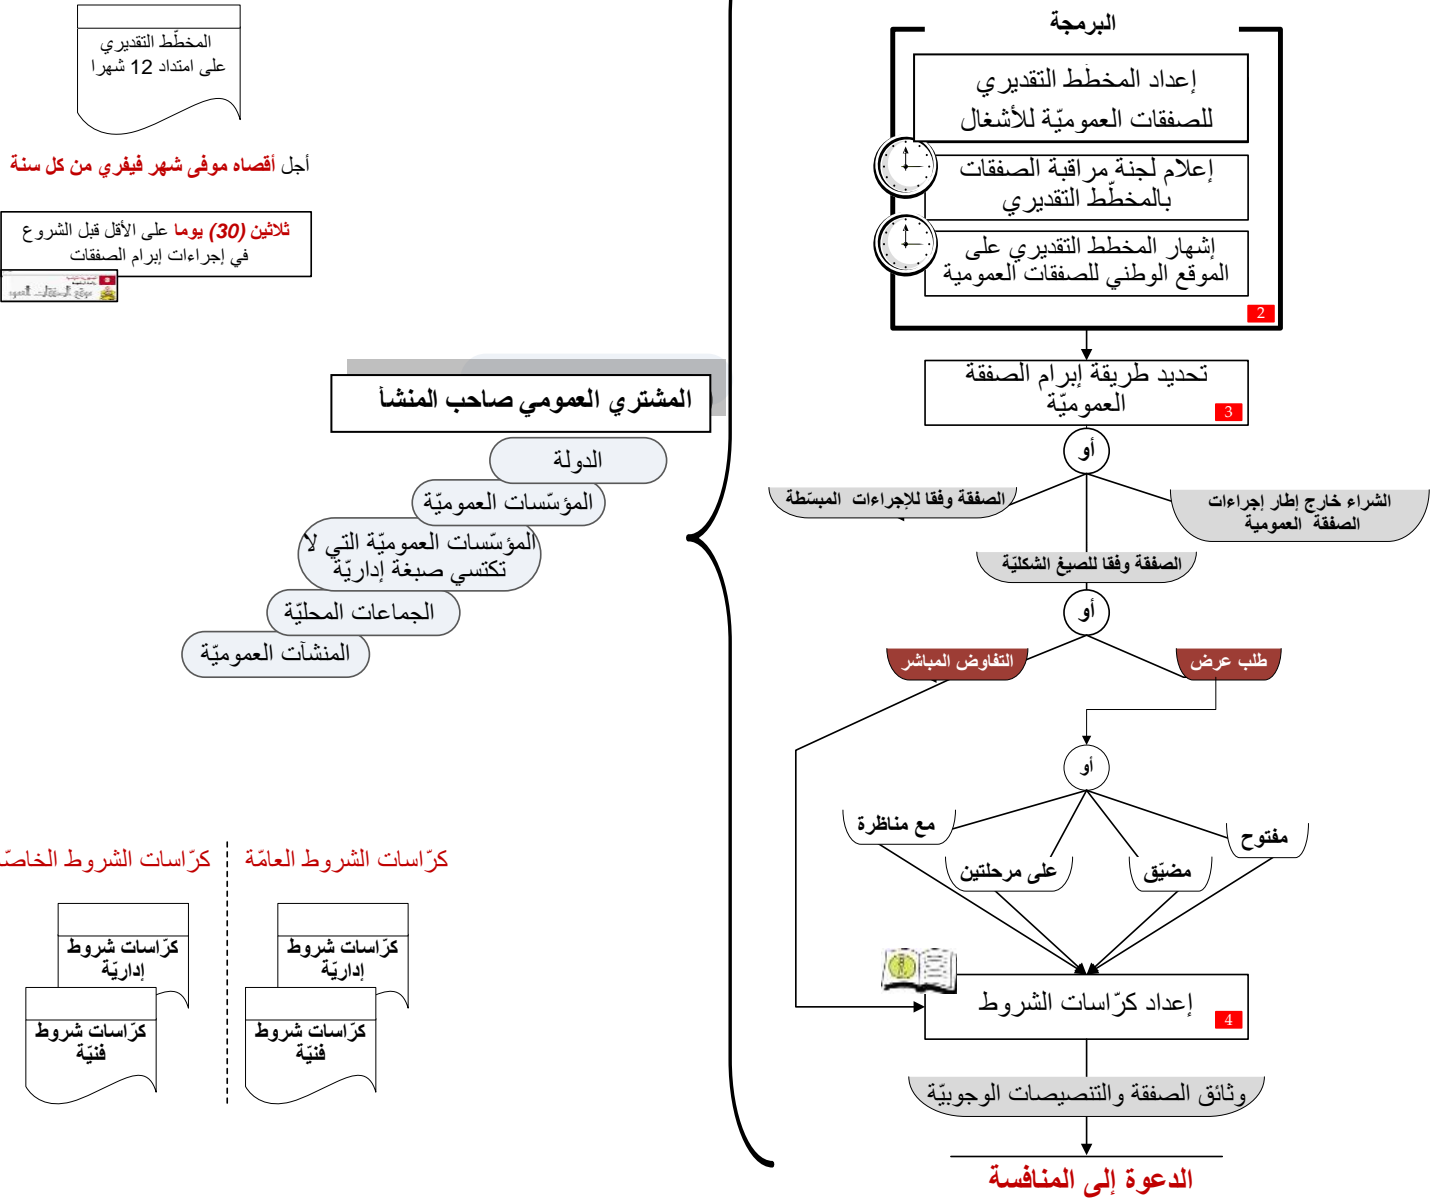 البرمجة
إعداد المخطّط التقديري
للصفقات العموميّة للأشغال
إعلام لجنة مراقبة الصفقات
بالمخطّط التقديري
إشهار المخطط التقديري على
الموقع الوطني للصفقات العمومية
2
تحديد طريقة إبرام الصفقة
العموميّة
3
أو
الشراء خارج إطار إجراءات
الصفقة العمومية
الصفقة وفقا للإجراءات المبسّطة
الصفقة وفقا للصيغ الشكليّة
أو
طلب عرض
التفاوض المباشر
أو
مفتوح
مضيّق
على مرحلتين
مع مناظرة
إعداد كرّاسات الشروط
4
وثائق الصفقة والتنصيصات الوجوبيّة
الدعوة إلى المنافسة
المخطّط التقديري
على امتداد 12 شهرا
أجل أقصاه موفى شهر فيفري من كل سنة
ثلاثين (30) يوما على الأقل قبل الشروع
في إجراءات إبرام الصفقات
المشتري العمومي صاحب المنشأ
الدولة
المؤسّسات العموميّة
المؤسّسات العموميّة التي لا
تكتسي صبغة إداريّة
الجماعات المحليّة
المنشآت العموميّة
كرّاسات الشروط العامّة
كرّاسات شروط
إداريّة
كرّاسات شروط
فنيّة
كرّاسات الشروط الخاصّ
كرّاسات شروط
إداريّة
كرّاسات شروط
فنيّة